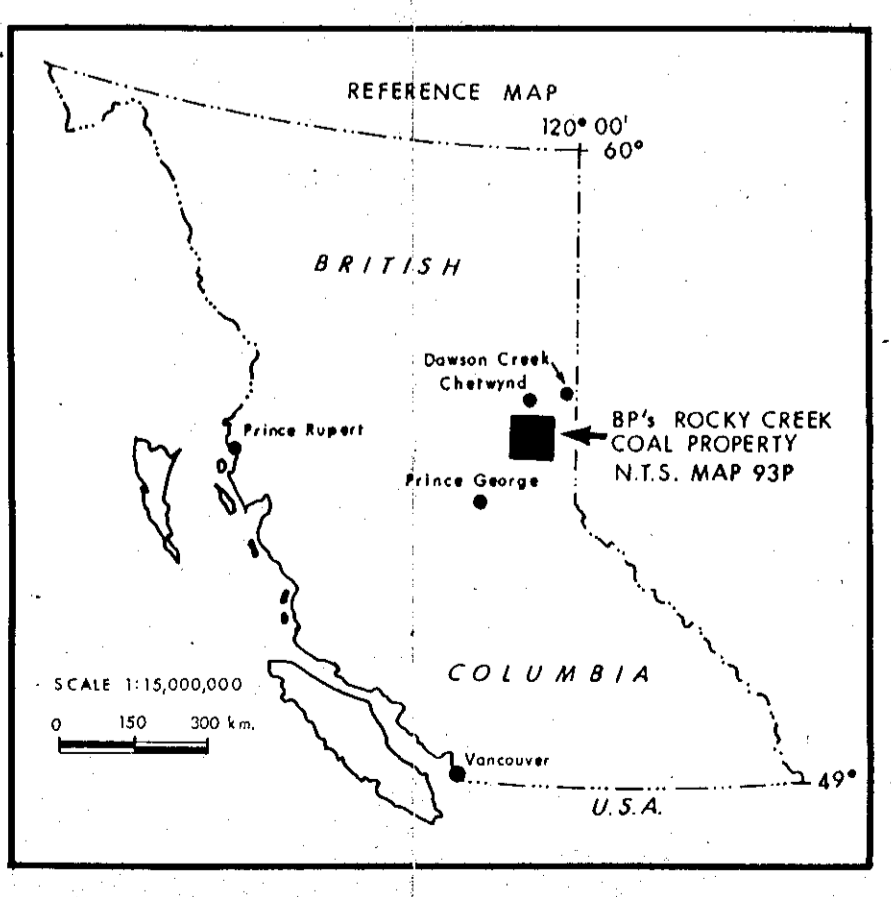 REFERENCE MAP
120° 00'
60°
BRITISH
Dawson Creek
Chetwynd
BP's ROCKY CREEK
COAL PROPERTY
N.T.S. MAP 93P
Prince Rupert
Prince George
COLUMBIA
SCALE 1:15,000,000
0 150 300 km.
Vancouver
49°
U.S.A.